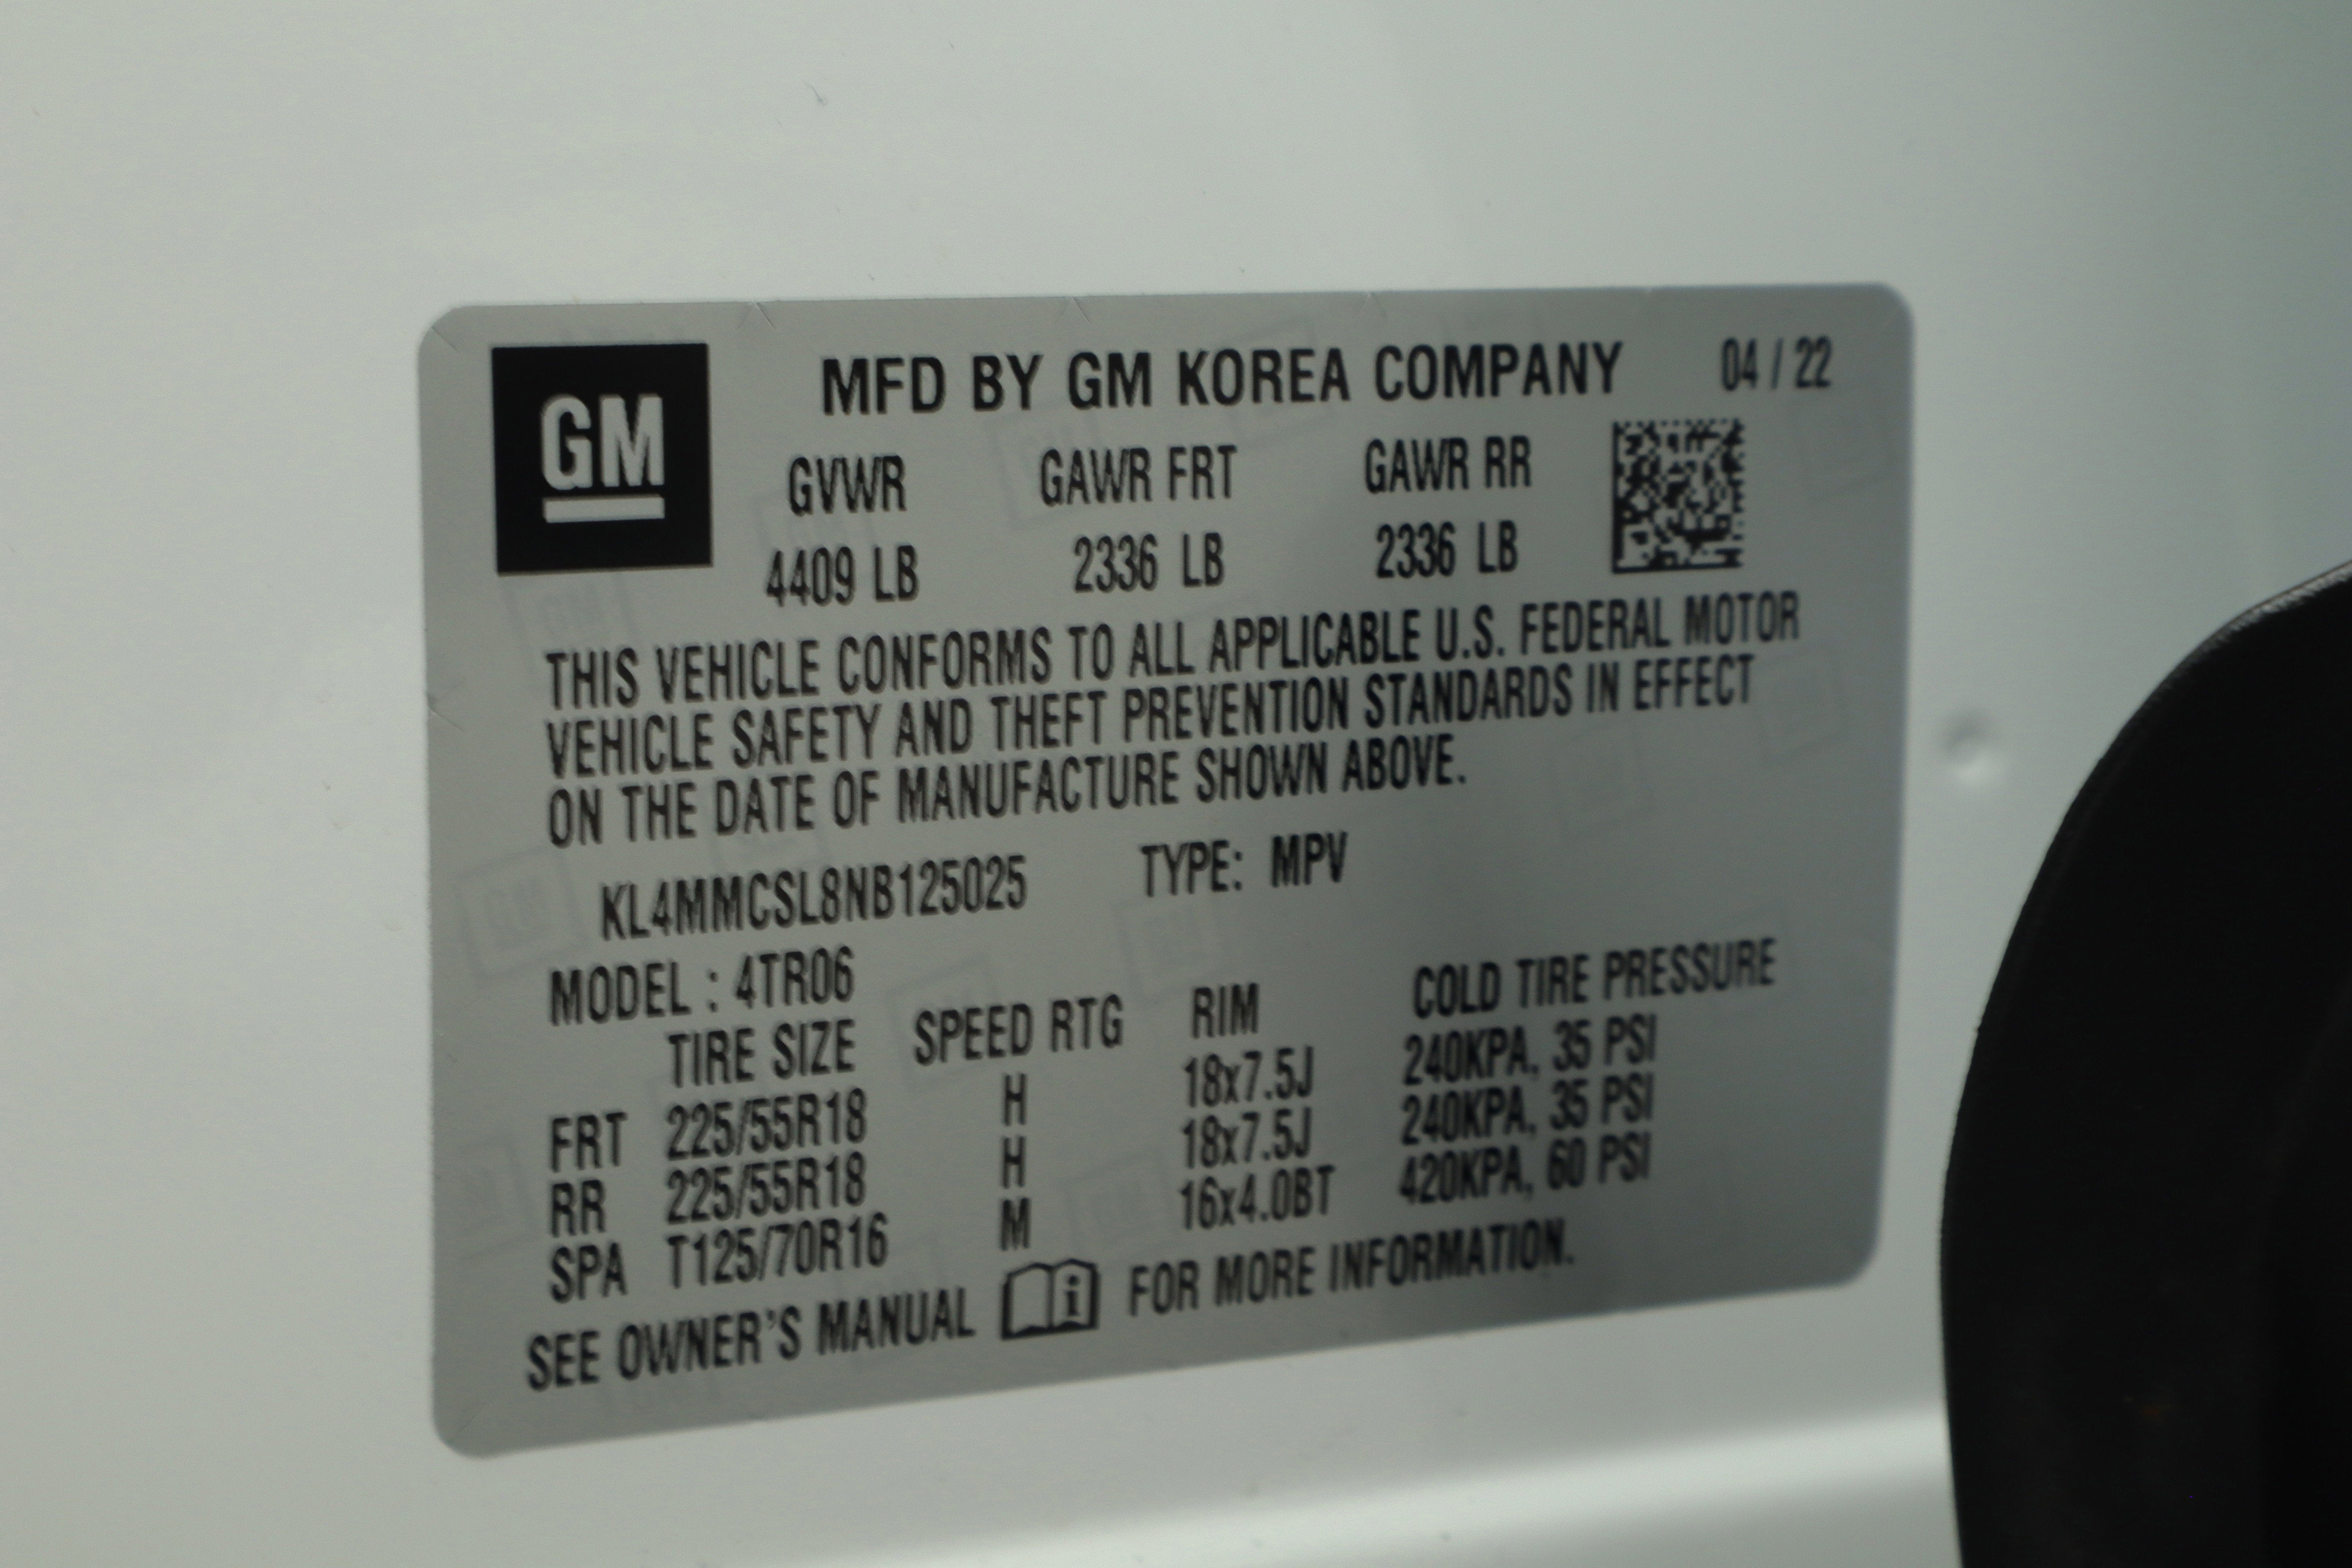 GM
MFD BY GM KOREA COMPANY 04 / 22
GVWR GAWR FRT GAWR RR
4409 LB 2336 LB 2336 LB
THIS VEHICLE CONFORMS TO ALL APPLICABLE U.S. FEDERAL MOTOR
VEHICLE SAFETY AND THEFT PREVENTION STANDARDS IN EFFECT
ON THE DATE OF MANUFACTURE SHOWN ABOVE.
KL4MMCSL8NB125025 TYPE: MPV
MODEL : 4TR06
TIRE SIZE SPEED RTG RIM COLD TIRE PRESSURE
FRT 225/55R18 H 18x7.5J 240KPA, 35 PSI
RR 225/55R18 H 18x7.5J 240KPA, 35 PSI
SPA T125/70R16 M 16x4.0BT 420KPA, 60 PSI
SEE OWNER'S MANUAL i FOR MORE INFORMATION.